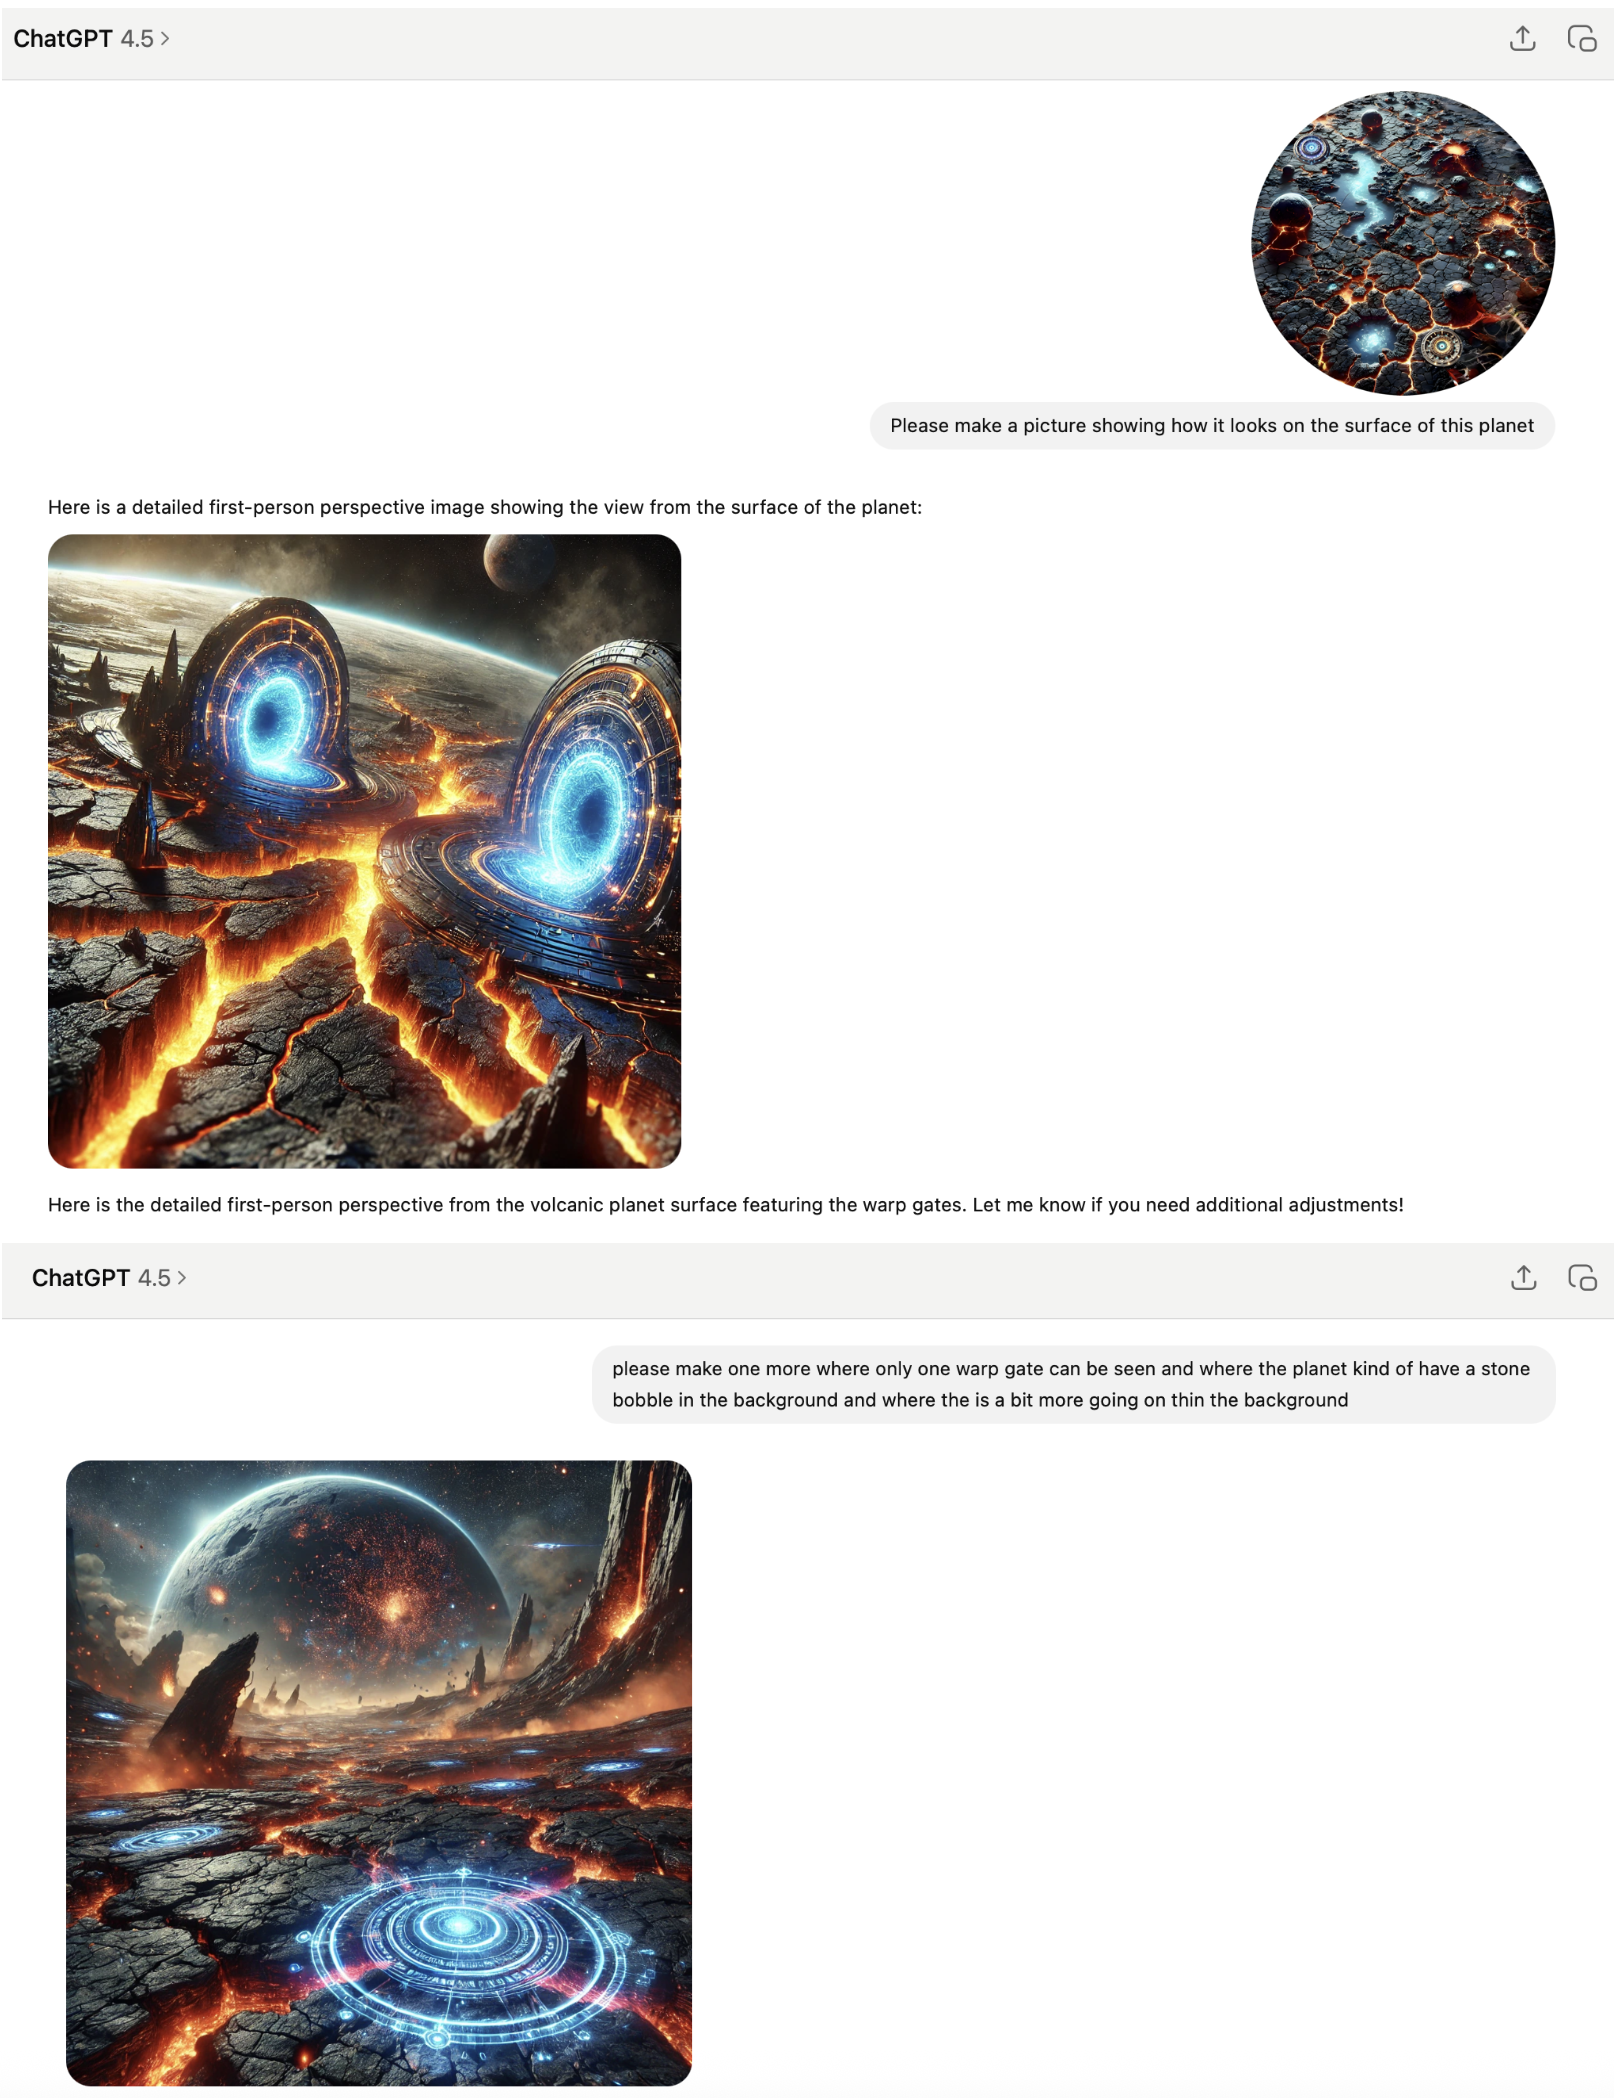 ChatGPT 4.5
Please make a picture showing how it looks on the surface of this planet
Here is a detailed first-person perspective image showing the view from the surface of the planet:
Here is the detailed first-person perspective from the volcanic planet surface featuring the warp gates. Let me know if you need additional adjustments!
ChatGPT 4.5
please make one more where only one warp gate can be seen and where the planet kind of have a stone
bobble in the background and where the is a bit more going on thin the background